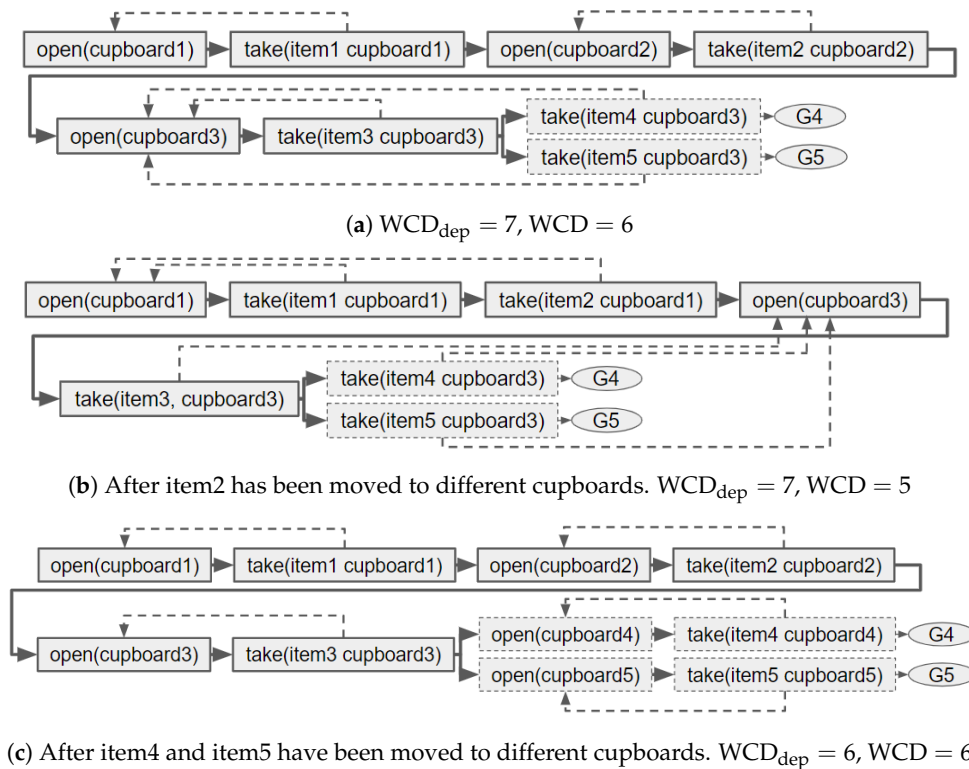 open(cupboard1) take(item1 cupboard1) open(cupboard2) take(item2 cupboard2)
take(item4 cupboard3) G4
open(cupboard3) take(item3 cupboard3)
take(item5 cupboard3) G5
(a) WCDdep = 7, WCD = 6
open(cupboard1) take(item1 cupboard1) take(item2 cupboard1) open(cupboard3)
take(item4 cupboard3) G4
take(item3, cupboard3)
take(item5 cupboard3) G5
(b) After item2 has been moved to different cupboards. WCDdep = 7, WCD = 5
open(cupboard1) take(item1 cupboard1) open(cupboard2) take(item2 cupboard2)
open(cupboard4) take(item4 cupboard4) G4
open(cupboard3) take(item3 cupboard3)
open(cupboard5) take(item5 cupboard5) G5
(c) After item4 and item5 have been moved to different cupboards. WCDdep = 6, WCD = 6